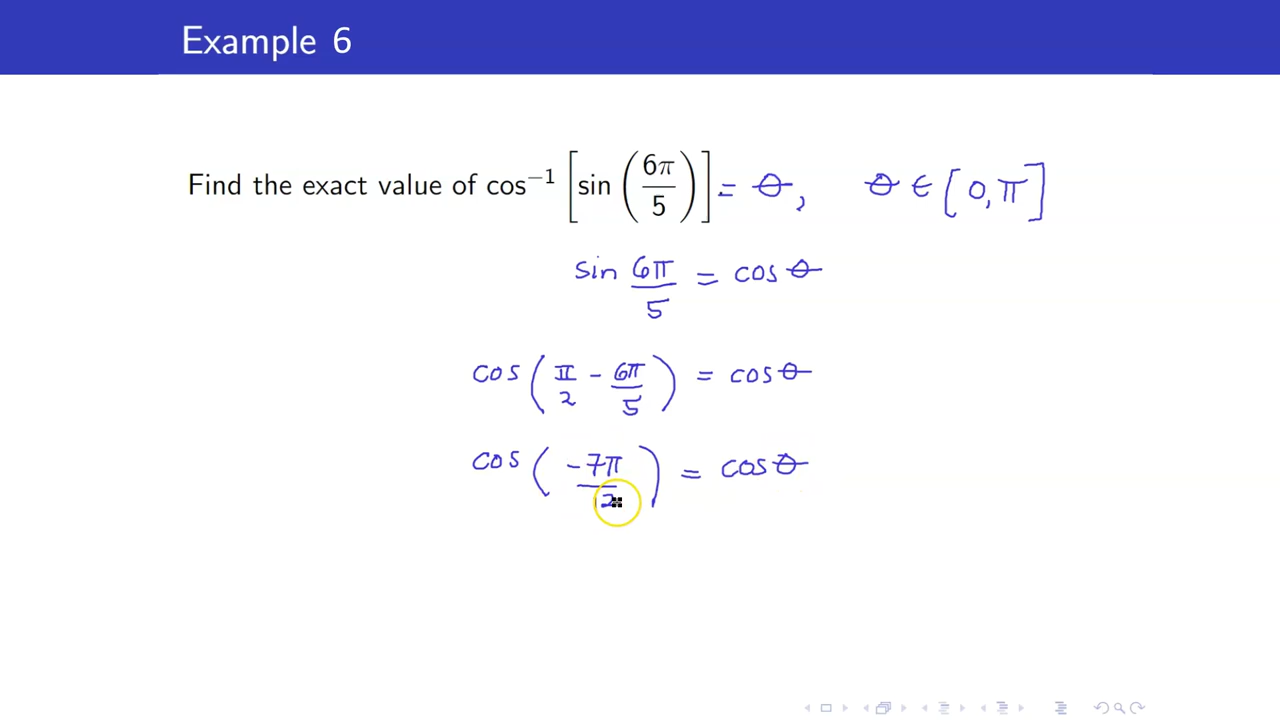 Example 6
Find the exact value of cos⁻¹ [sin (6π/5)] = θ, θ ∈ [0, π]
sin 6π/5 = cos θ
cos (π/2 - 6π/5) = cos θ
cos (-7π/12) = cos θ